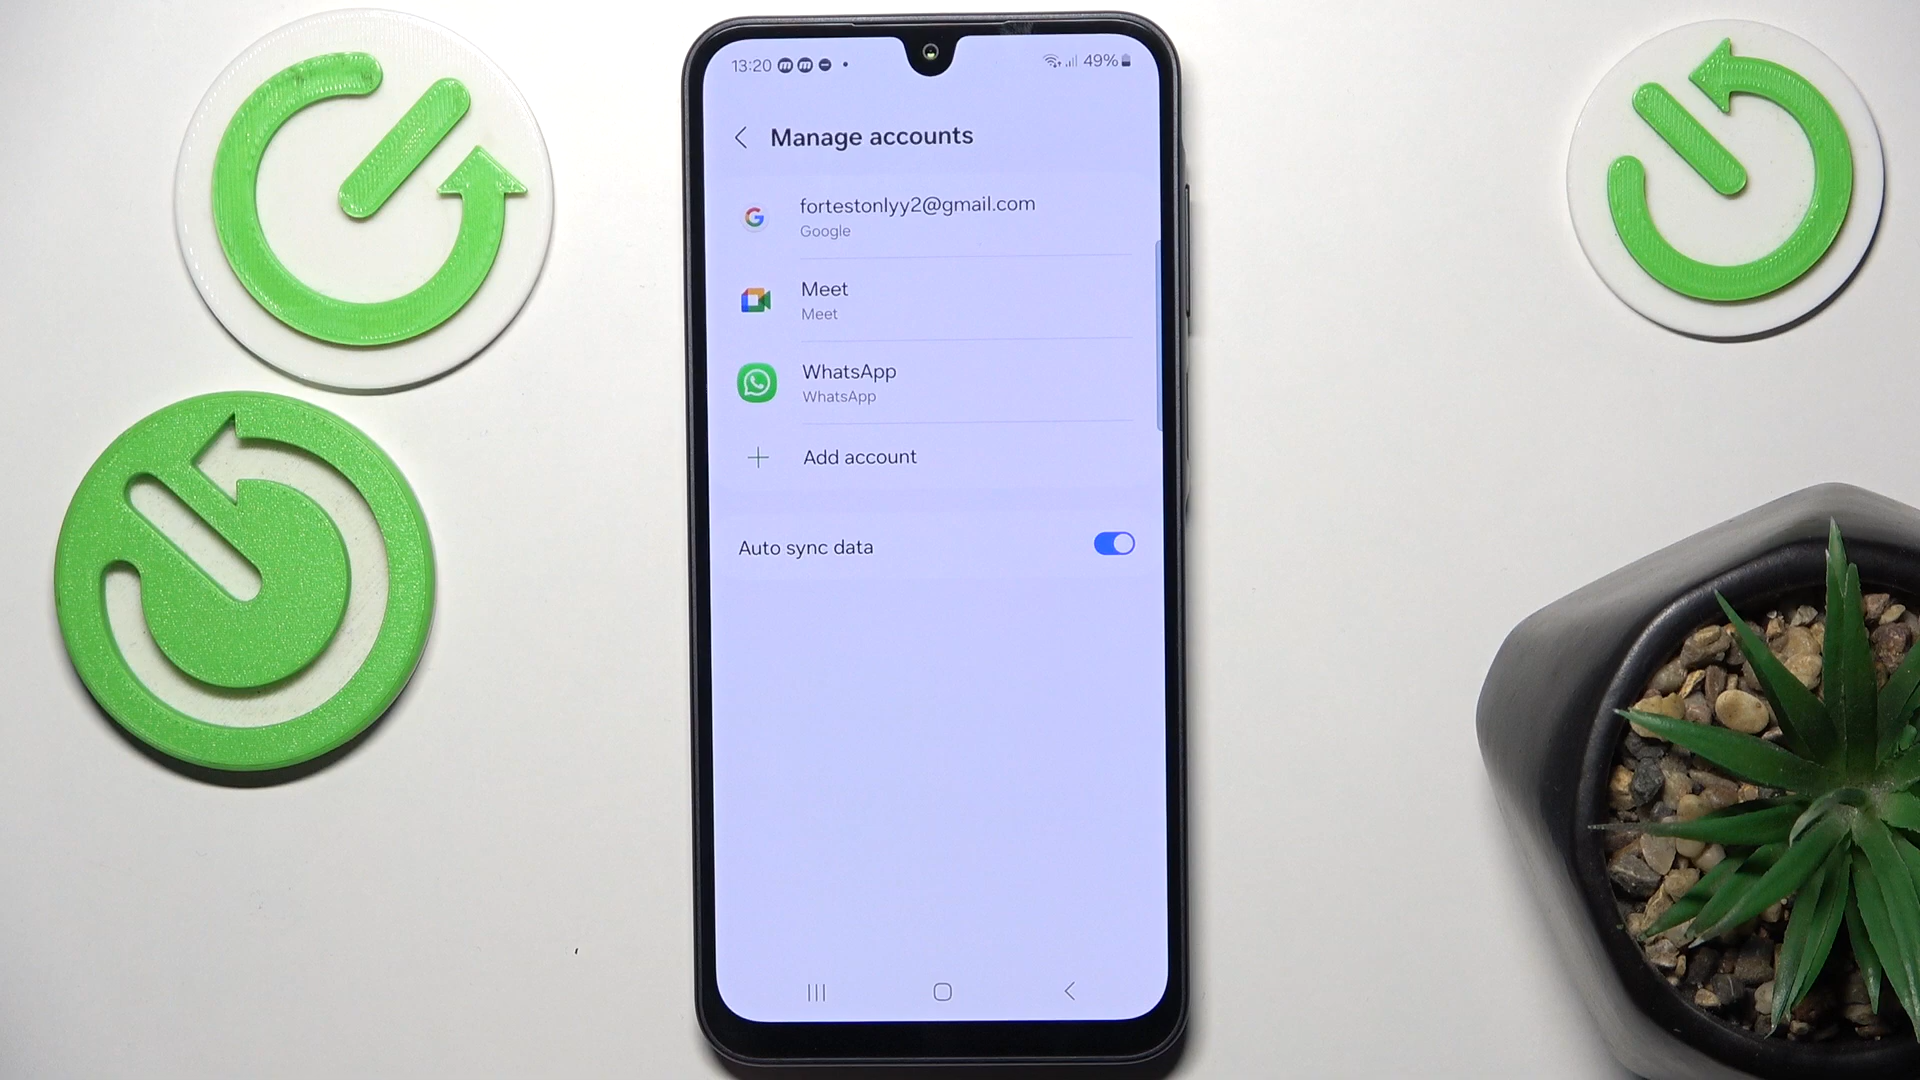 13:20
49%
Manage accounts
fortestonlyy2@gmail.com
Google
Meet
Meet
WhatsApp
WhatsApp
Add account
Auto sync data